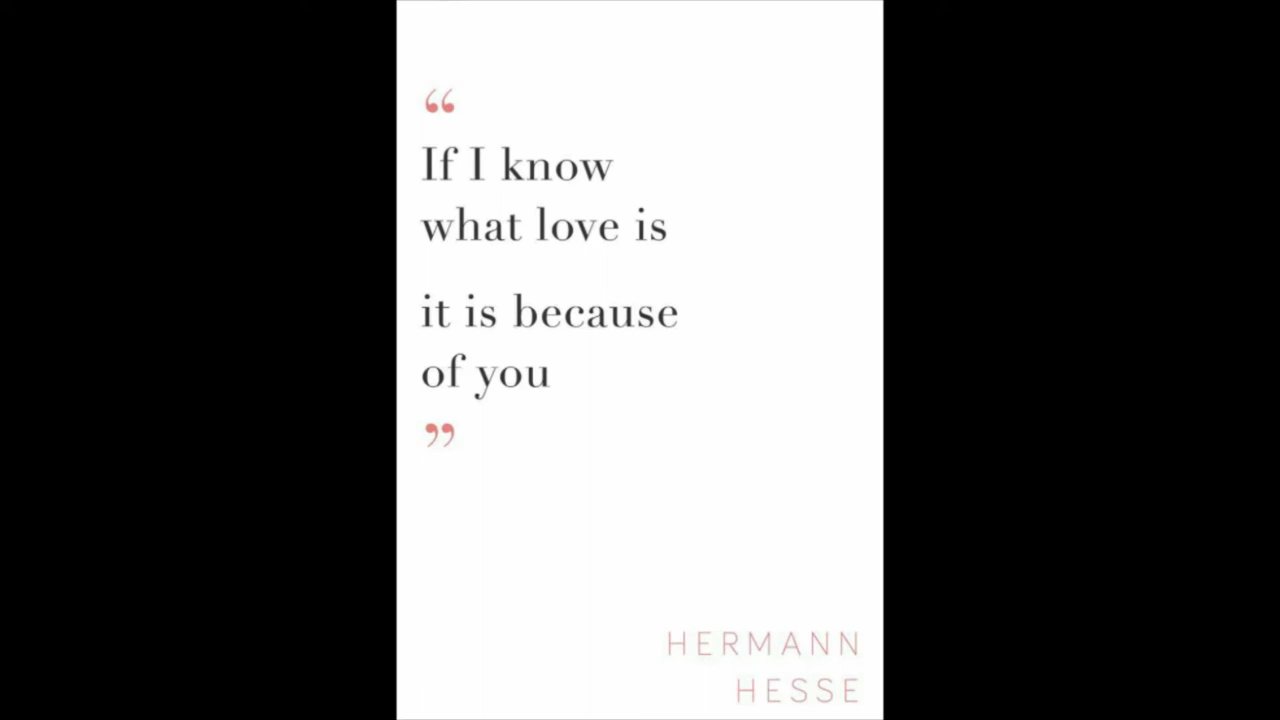 “
If I know
what love is
it is because
of you
”
HERMANN
HESSE